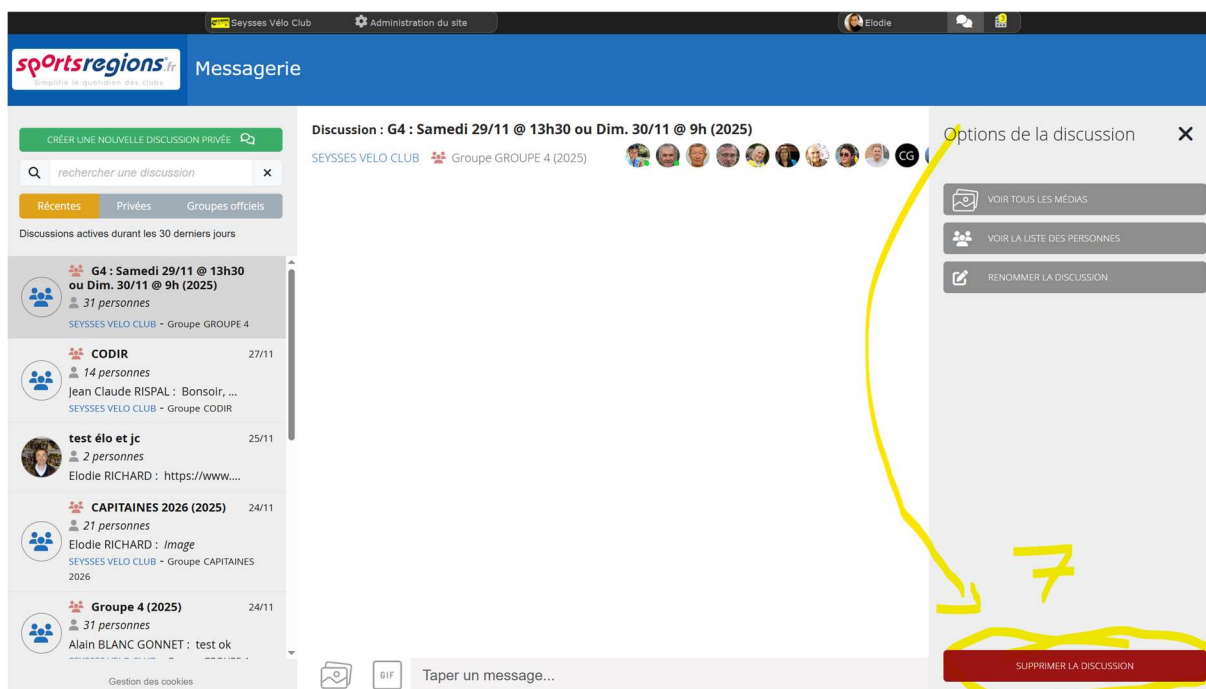 Seysses Vélo Club
Administration du site
Elodie
3
sportsregions.fr
Simplifie le quotidien des clubs
Messagerie
CRÉER UNE NOUVELLE DISCUSSION PRIVÉE
rechercher une discussion
Récentes
Privées
Groupes offciels
Discussions actives durant les 30 derniers jours
G4 : Samedi 29/11 @ 13h30
ou Dim. 30/11 @ 9h (2025)
31 personnes
SEYSSES VELO CLUB - Groupe GROUPE 4
CODIR 27/11
14 personnes
Jean Claude RISPAL : Bonsoir, ...
SEYSSES VELO CLUB - Groupe CODIR
test élo et jc 25/11
2 personnes
Elodie RICHARD : https://www....
CAPITAINES 2026 (2025) 24/11
21 personnes
Elodie RICHARD : Image
SEYSSES VELO CLUB - Groupe CAPITAINES
2026
Groupe 4 (2025) 24/11
31 personnes
Alain BLANC GONNET : test ok
Gestion des cookies
Discussion : G4 : Samedi 29/11 @ 13h30 ou Dim. 30/11 @ 9h (2025)
SEYSSES VELO CLUB Groupe GROUPE 4 (2025)
CG
GIF
Taper un message...
Options de la discussion
VOIR TOUS LES MÉDIAS
VOIR LA LISTE DES PERSONNES
RENOMMER LA DISCUSSION
7
SUPPRIMER LA DISCUSSION